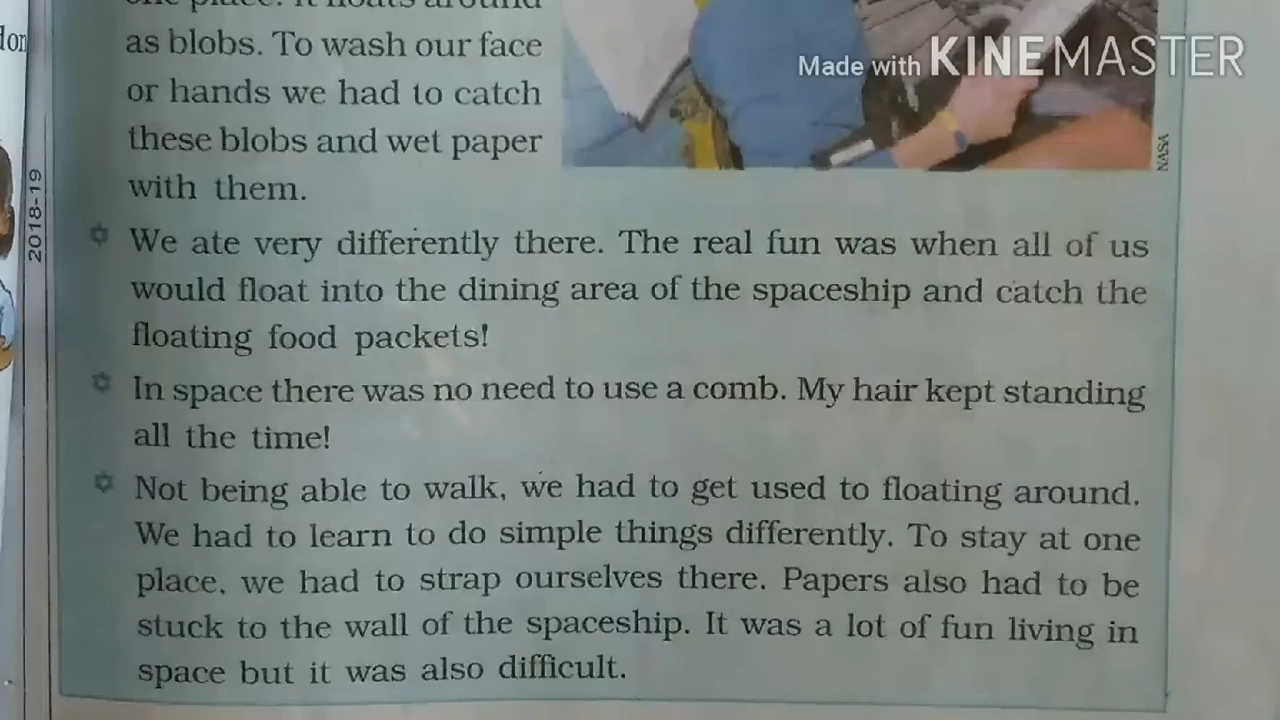 as blobs. To wash our face
or hands we had to catch
these blobs and wet paper
with them.
We ate very differently there. The real fun was when all of us
would float into the dining area of the spaceship and catch the
floating food packets!
In space there was no need to use a comb. My hair kept standing
all the time!
Not being able to walk, we had to get used to floating around.
We had to learn to do simple things differently. To stay at one
place, we had to strap ourselves there. Papers also had to be
stuck to the wall of the spaceship. It was a lot of fun living in
space but it was also difficult.
Made with KINEMASTER
NASA
2018-19